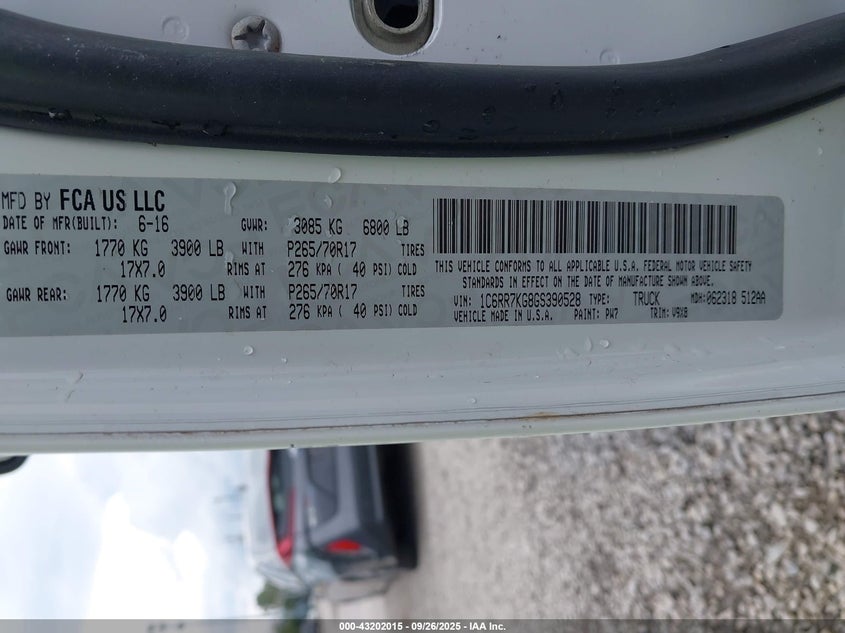 MFD BY FCA US LLC
DATE OF MFR(BUILT): 6-16 GVWR: 3085 KG 6800 LB
GAWR FRONT: 1770 KG 3900 LB WITH P265/70R17 TIRES
17X7.0 RIMS AT 276 KPA ( 40 PSI) COLD
GAWR REAR: 1770 KG 3900 LB WITH P265/70R17 TIRES
17X7.0 RIMS AT 276 KPA ( 40 PSI) COLD
THIS VEHICLE CONFORMS TO ALL APPLICABLE U.S.A. FEDERAL MOTOR VEHICLE SAFETY
STANDARDS IN EFFECT ON THE DATE OF MANUFACTURE SHOWN ABOVE.
VIN: 1C6RR7KG8GS390528 TYPE: TRUCK MDH: 062318 512AA
VEHICLE MADE IN U.S.A. PAINT: PW7 TRIM: V9X8
000-43202015 - 09/26/2025 - IAA Inc.